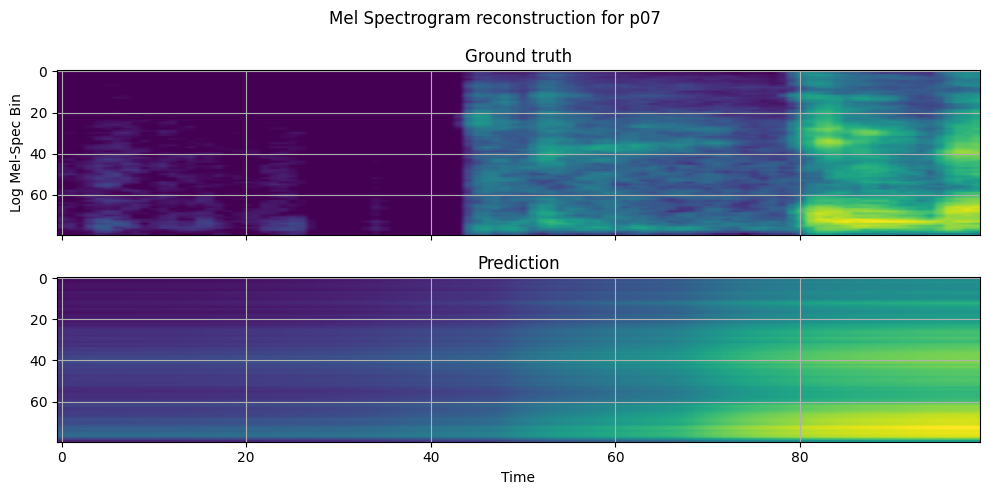 Mel Spectrogram reconstruction for p07
Ground truth
Log Mel-Spec Bin
0
20
40
60
Prediction
0
20
40
60
0 20 40 60 80
Time